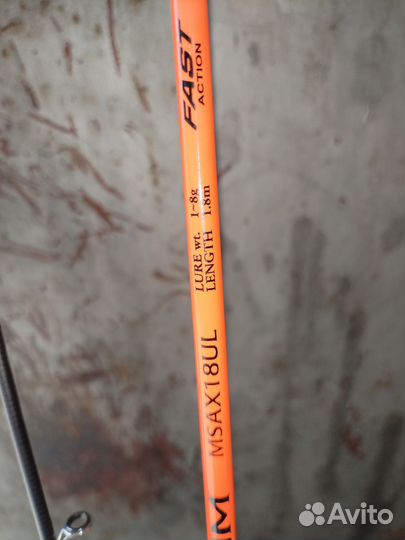 FAST
ACTION
LURE wt. 1-8g
LENGTH 1.8m
MSAX18UL
Avito